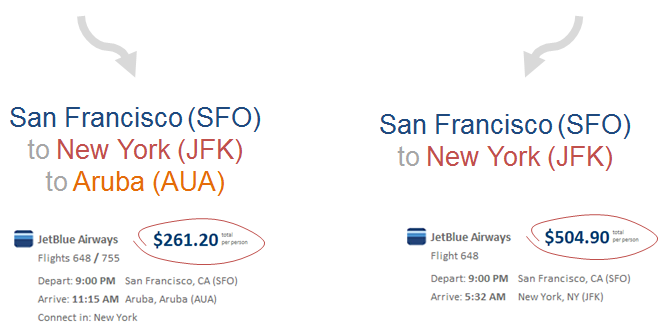 San Francisco (SFO)
to New York (JFK)
to Aruba (AUA)
JetBlue Airways
$261.20 total per person
Flights 648 / 755
Depart: 9:00 PM San Francisco, CA (SFO)
Arrive: 11:15 AM Aruba, Aruba (AUA)
Connect in: New York
San Francisco (SFO)
to New York (JFK)
JetBlue Airways
$504.90 total per person
Flight 648
Depart: 9:00 PM San Francisco, CA (SFO)
Arrive: 5:32 AM New York, NY (JFK)